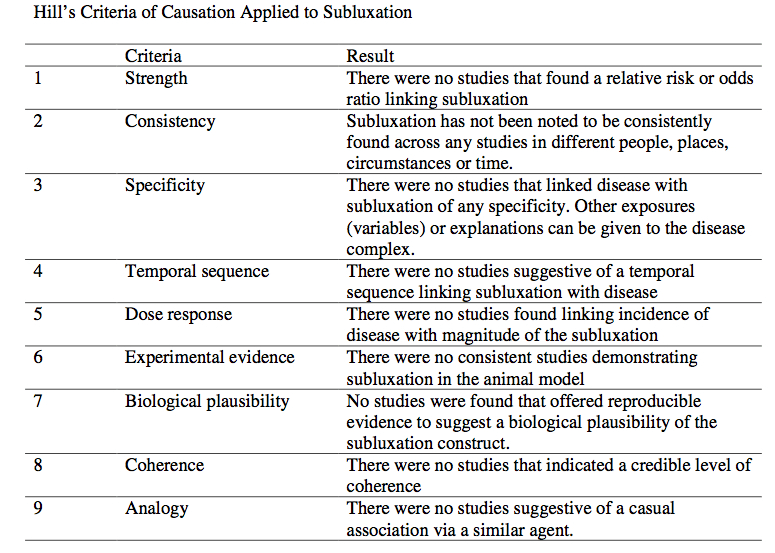 Hill’s Criteria of Causation Applied to Subluxation
Criteria Result
1 Strength There were no studies that found a relative risk or odds
ratio linking subluxation
2 Consistency Subluxation has not been noted to be consistently
found across any studies in different people, places,
circumstances or time.
3 Specificity There were no studies that linked disease with
subluxation of any specificity. Other exposures
(variables) or explanations can be given to the disease
complex.
4 Temporal sequence There were no studies suggestive of a temporal
sequence linking subluxation with disease
5 Dose response There were no studies found linking incidence of
disease with magnitude of the subluxation
6 Experimental evidence There were no consistent studies demonstrating
subluxation in the animal model
7 Biological plausibility No studies were found that offered reproducible
evidence to suggest a biological plausibility of the
subluxation construct.
8 Coherence There were no studies that indicated a credible level of
coherence
9 Analogy There were no studies suggestive of a casual
association via a similar agent.